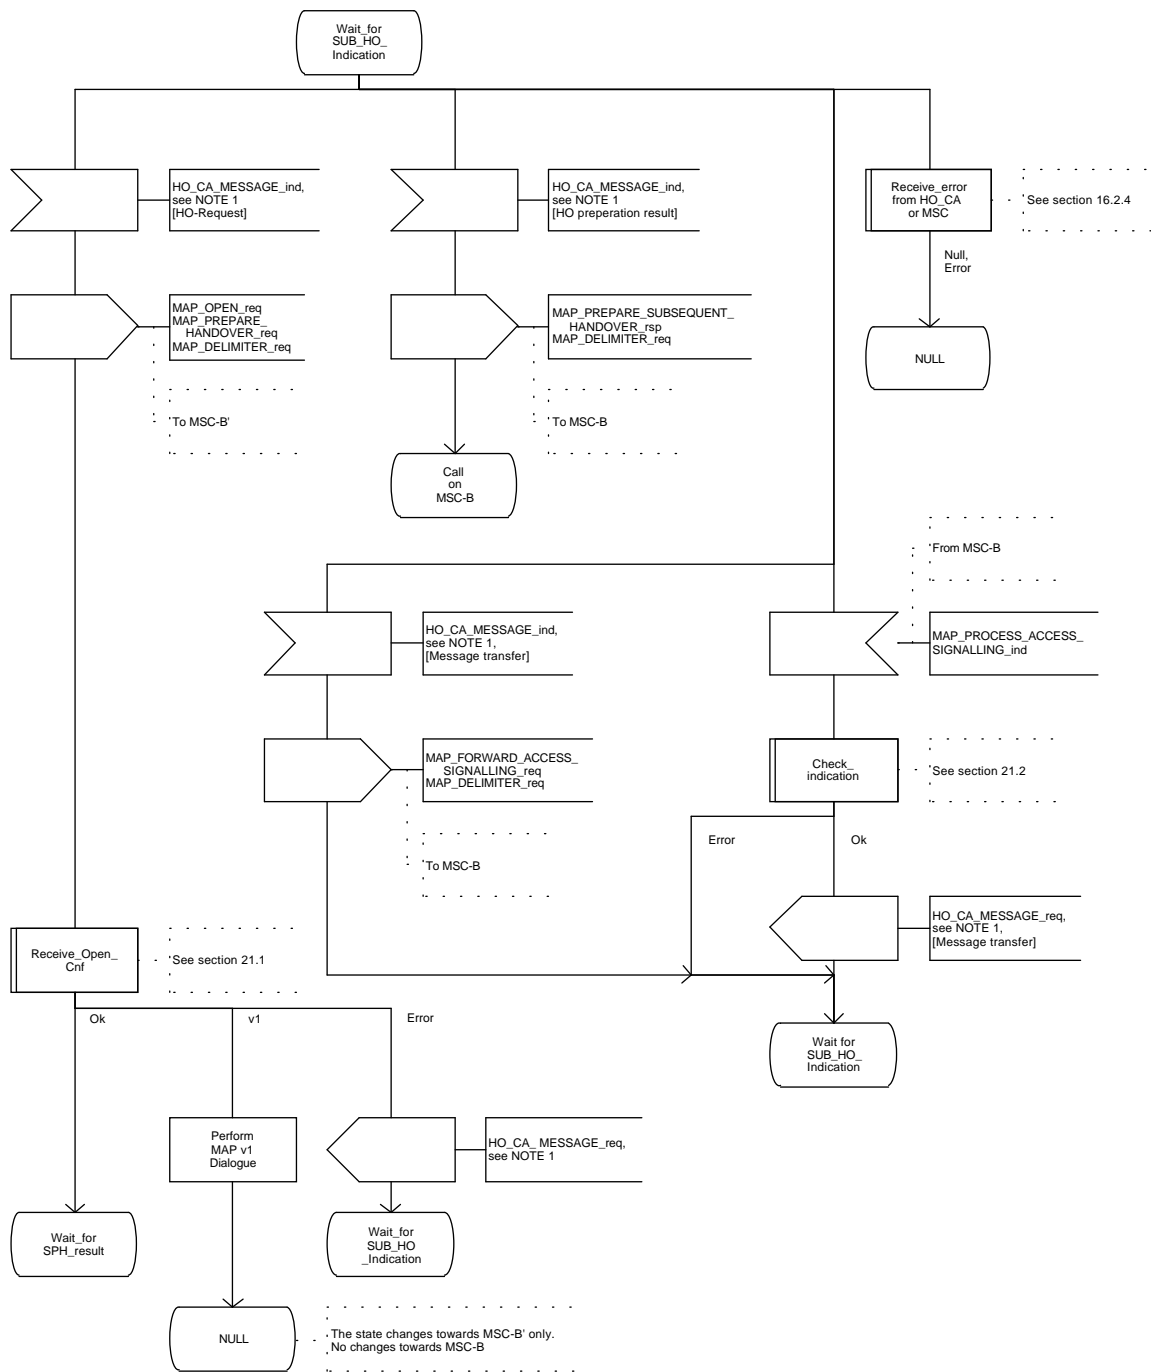 Wait_for
SUB_HO_
Indication
HO_CA_MESSAGE_ind,
see NOTE 1
[HO-Request]
HO_CA_MESSAGE_ind,
see NOTE 1
[HO preperation result]
Receive_error
from HO_CA
or MSC
See section 16.2.4
Null,
Error
MAP_OPEN_req
MAP_PREPARE_
HANDOVER_req
MAP_DELIMITER_req
MAP_PREPARE_SUBSEQUENT_
HANDOVER_rsp
MAP_DELIMITER_req
NULL
To MSC-B'
To MSC-B
Call
on
MSC-B
From MSC-B
HO_CA_MESSAGE_ind,
see NOTE 1,
[Message transfer]
MAP_PROCESS_ACCESS_
SIGNALLING_ind
MAP_FORWARD_ACCESS_
SIGNALLING_req
MAP_DELIMITER_req
Check_
indication
See section 21.2
To MSC-B
Error
Ok
HO_CA_MESSAGE_req,
see NOTE 1,
[Message transfer]
Receive_Open_
Cnf
See section 21.1
Ok
v1
Error
Wait for
SUB_HO_
Indication
Perform
MAP v1
Dialogue
HO_CA_ MESSAGE_req,
see NOTE 1
Wait_for
SPH_result
Wait_for
SUB_HO
_Indication
NULL
The state changes towards MSC-B' only.
No changes towards MSC-B